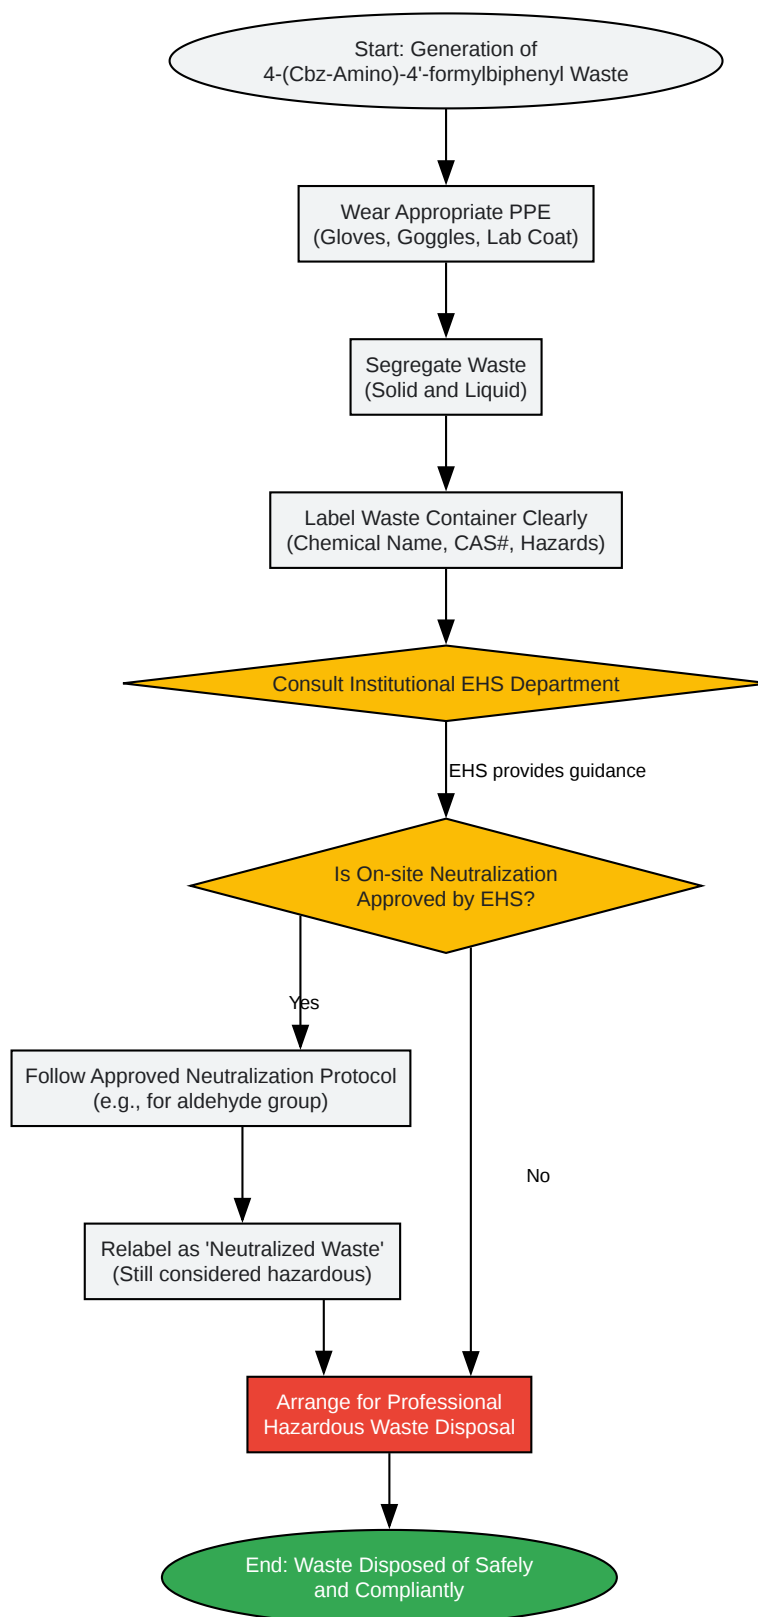 Start: Generation of
4-(Cbz-Amino)-4'-formylbiphenyl Waste
Wear Appropriate PPE
(Gloves, Goggles, Lab Coat)
Segregate Waste
(Solid and Liquid)
Label Waste Container Clearly
(Chemical Name, CAS#, Hazards)
Consult Institutional EHS Department
EHS provides guidance
Is On-site Neutralization
Approved by EHS?
Yes
Follow Approved Neutralization Protocol
(e.g., for aldehyde group)
No
Relabel as 'Neutralized Waste'
(Still considered hazardous)
Arrange for Professional
Hazardous Waste Disposal
End: Waste Disposed of Safely
and Compliantly